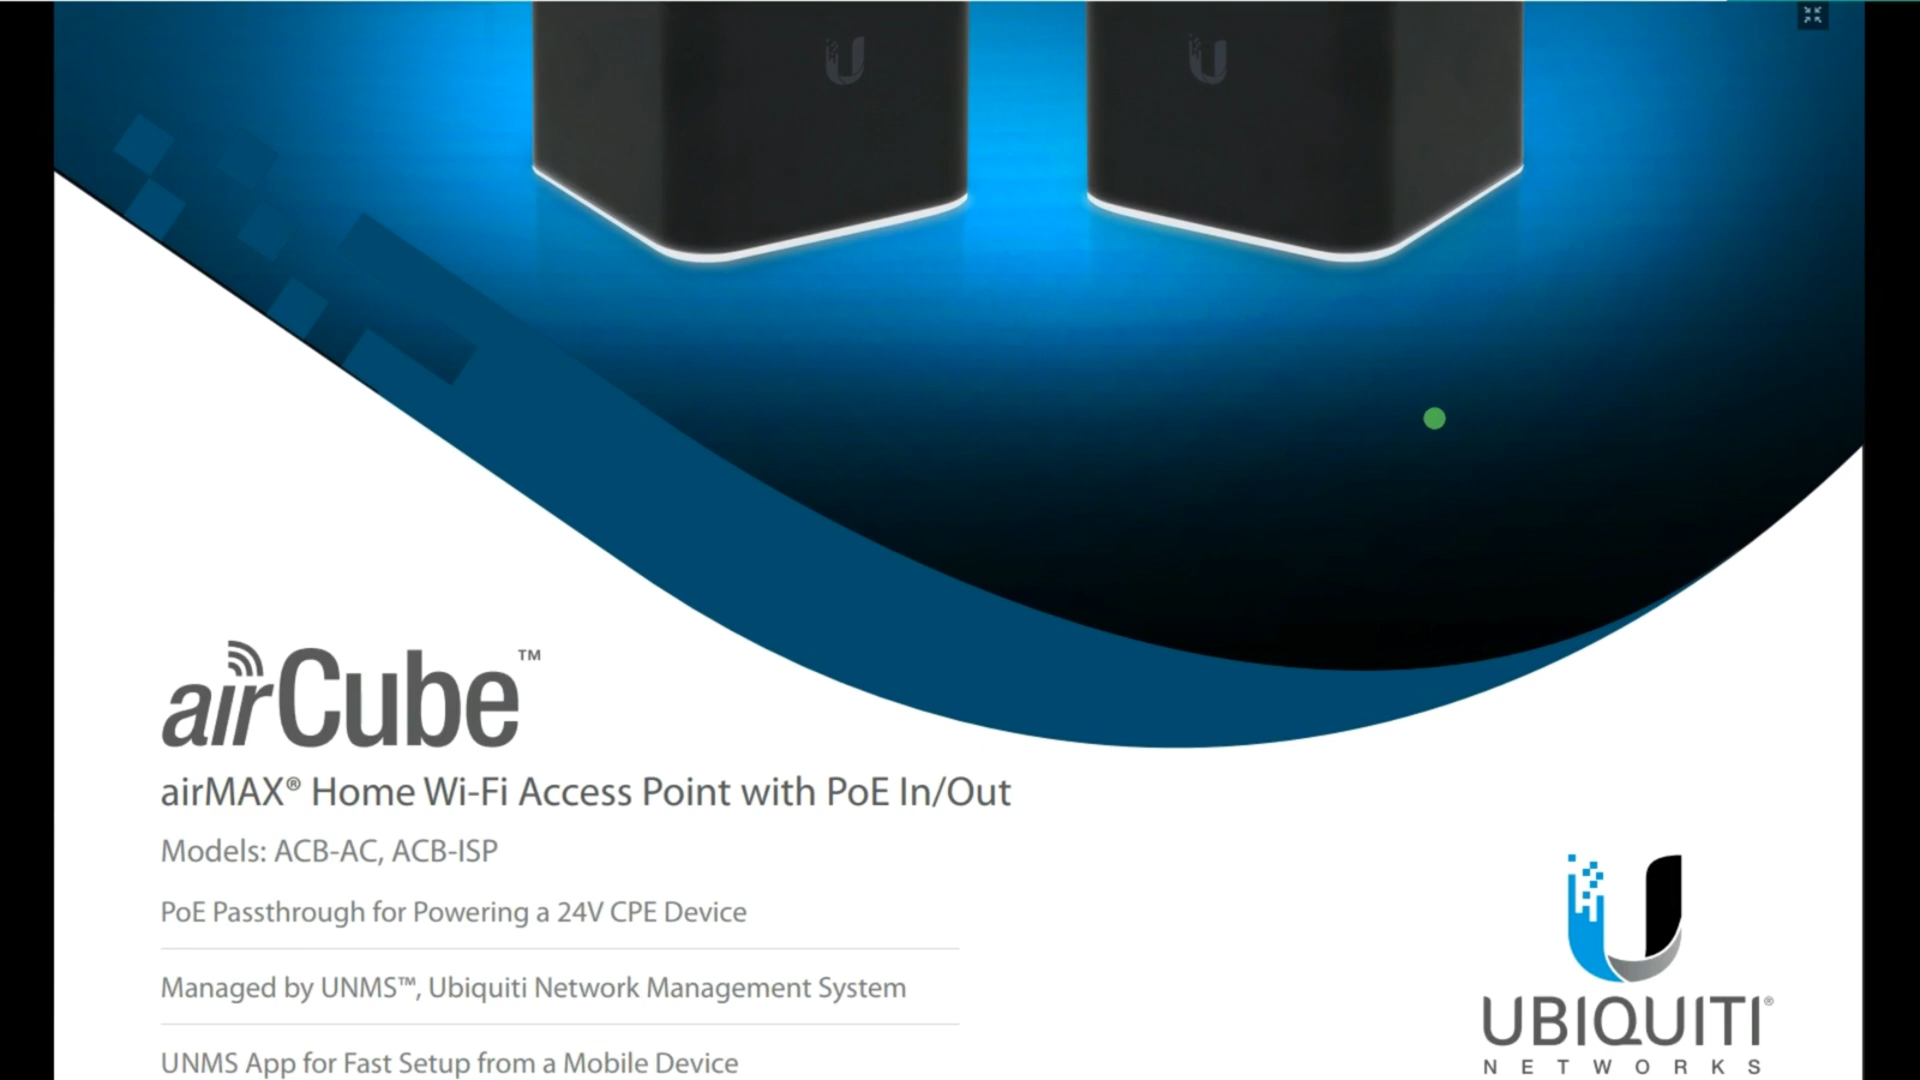 airCube™
airMAX® Home Wi-Fi Access Point with PoE In/Out
Models: ACB-AC, ACB-ISP
PoE Passthrough for Powering a 24V CPE Device
Managed by UNMS™, Ubiquiti Network Management System
UNMS App for Fast Setup from a Mobile Device
UBIQUITI®
NETWORKS